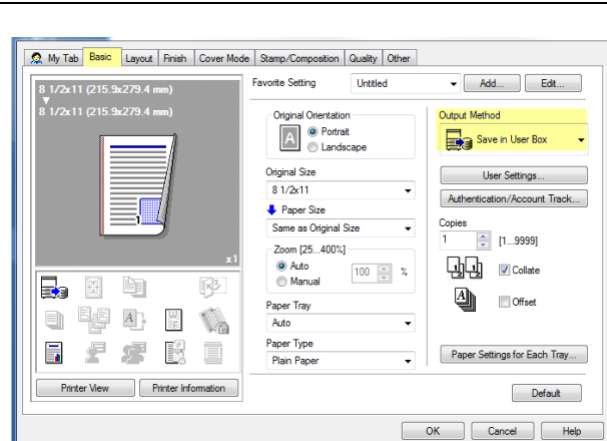 My Tab Basic Layout Finish Cover Mode Stamp/Composition Quality Other
8 1/2x11 (215.9x279.4 mm)
8 1/2x11 (215.9x279.4 mm)
1
x1
Printer View Printer Information
Favorite Setting Untitled Add... Edit...
Original Orientation
A Portrait
Landscape
Original Size
8 1/2x11
Paper Size
Same as Original Size
Zoom [25...400%]
Auto
Manual
100 %
Paper Tray
Auto
Paper Type
Plain Paper
Output Method
Save in User Box
User Settings...
Authentication/Account Track...
Copies
1 [1...9999]
Collate
Offset
Paper Settings for Each Tray...
Default
OK Cancel Help